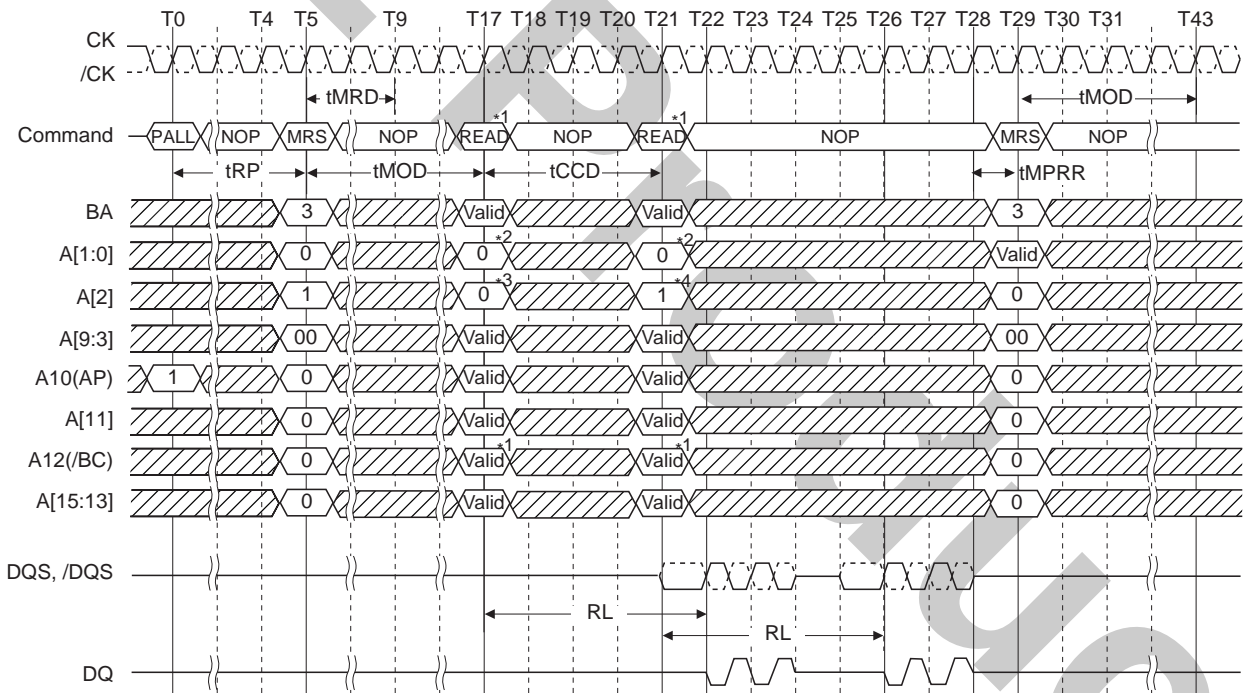 T0 T4 T5 T9 T17 T18 T19 T20 T21 T22 T23 T24 T25 T26 T27 T28 T29 T30 T31 T43
CK
/CK
tMRD tMOD
Command PALL NOP MRS NOP READ*1 NOP READ*1 NOP MRS NOP
tRP tMOD tCCD tMPRR
BA 3 Valid Valid 3
A[1:0] 0 0*2 0*2 Valid
A[2] 1 0*3 1*4 0
A[9:3] 00 Valid Valid 00
A10(AP) 1 0 Valid Valid 0
A[11] 0 Valid Valid 0
A12(/BC) 0 Valid*1 Valid*1 0
A[15:13] 0 Valid Valid 0
DQS, /DQS
RL
RL
DQ